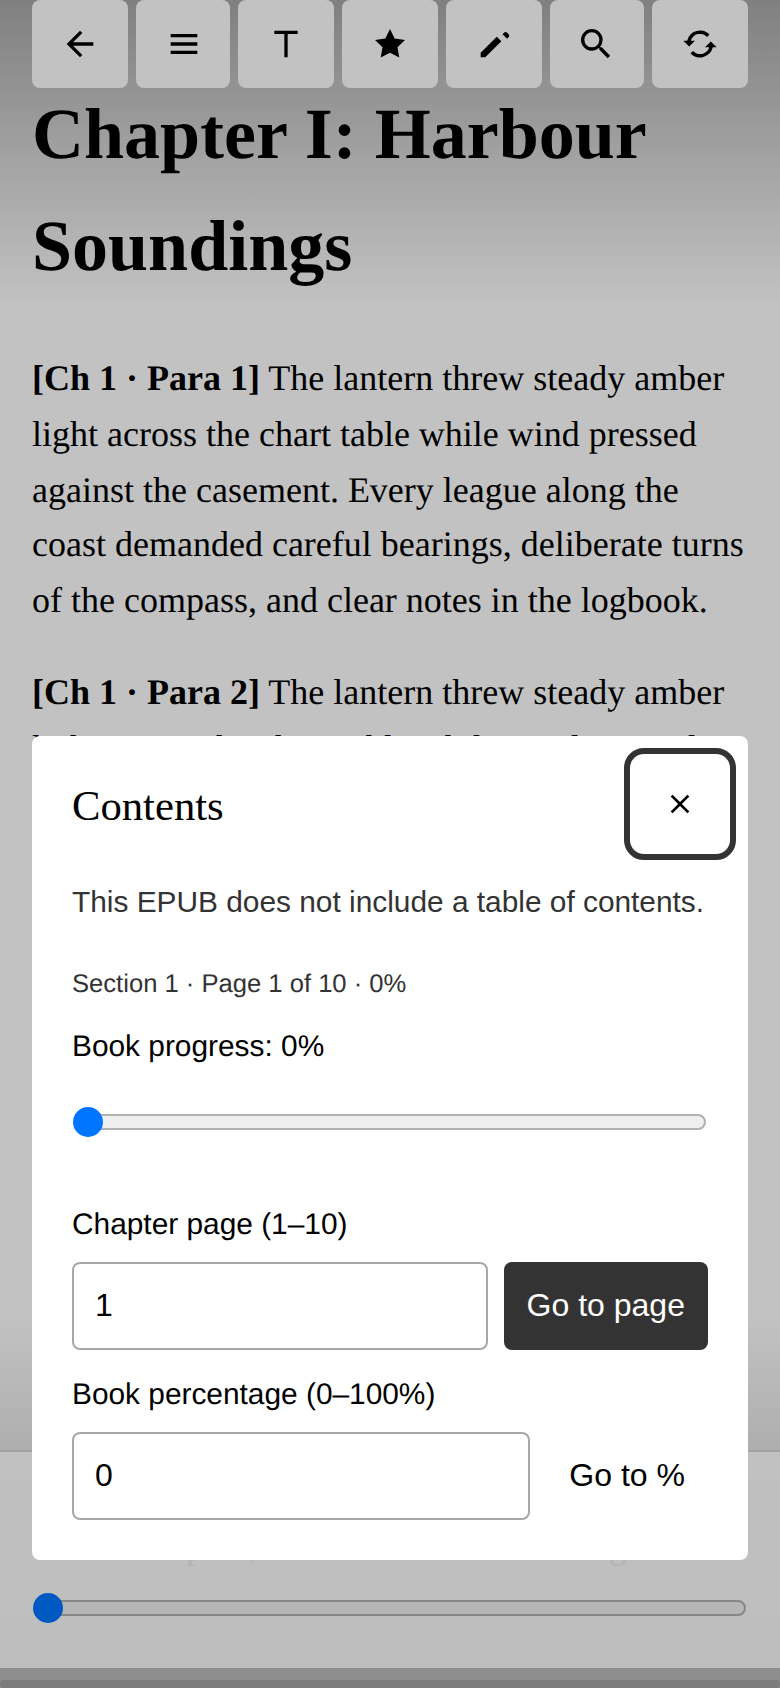 Chapter I: Harbour
Soundings
[Ch 1 · Para 1] The lantern threw steady amber
light across the chart table while wind pressed
against the casement. Every league along the
coast demanded careful bearings, deliberate turns
of the compass, and clear notes in the logbook.
[Ch 1 · Para 2] The lantern threw steady amber
Contents
This EPUB does not include a table of contents.
Section 1 · Page 1 of 10 · 0%
Book progress: 0%
Chapter page (1–10)
1
Go to page
Book percentage (0–100%)
0
Go to %